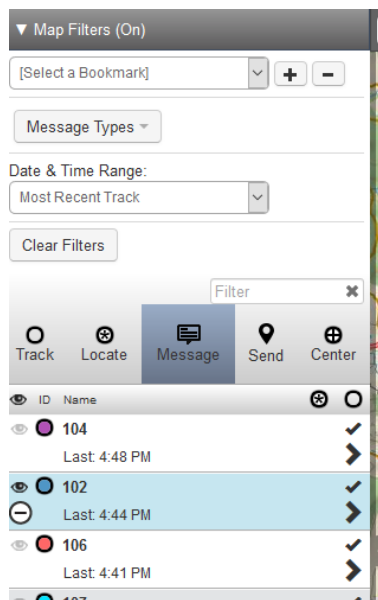 ▼ Map Filters (On)
[Select a Bookmark]
Message Types
Date & Time Range:
Most Recent Track
Clear Filters
Filter
Track Locate Message Send Center
ID Name
104
Last: 4:48 PM
102
Last: 4:44 PM
106
Last: 4:41 PM
107